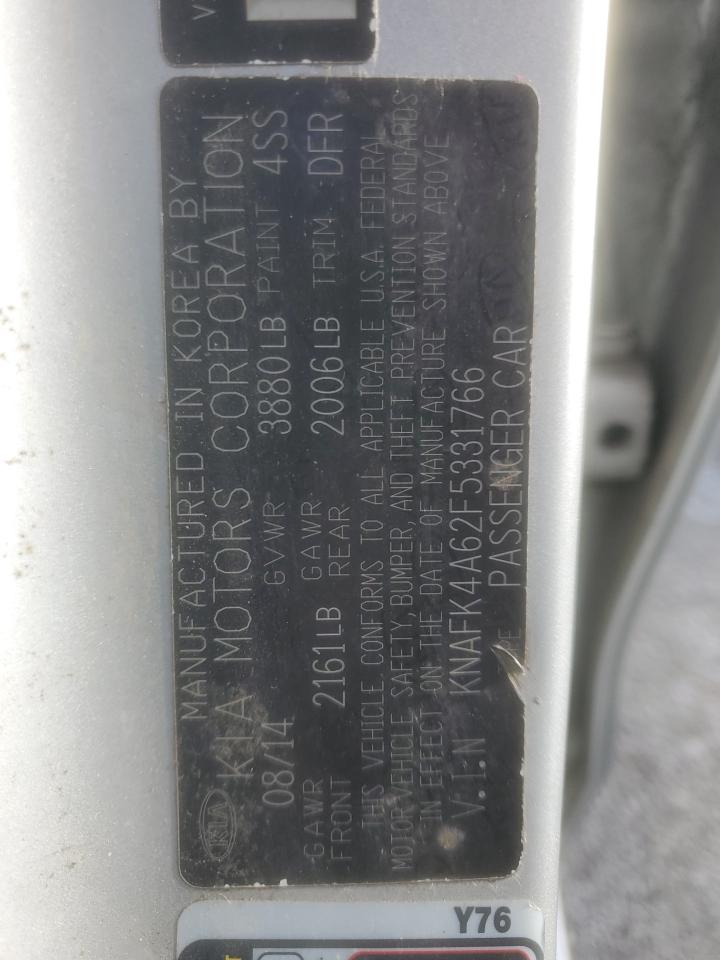 V
MANUFACTURED IN KOREA BY
KIA KIA MOTORS CORPORATION
08/14 GVWR 3880LB PAINT 4SS
GAWR FRONT 2161LB GAWR REAR 2006LB TRIM DFR
THIS VEHICLE CONFORMS TO ALL APPLICABLE U.S.A. FEDERAL
MOTOR VEHICLE SAFETY, BUMPER, AND THEFT PREVENTION STANDARDS
IN EFFECT ON THE DATE OF MANUFACTURE SHOWN ABOVE
V.I.N KNAFK4A62F5331766
PASSENGER CAR
Y76